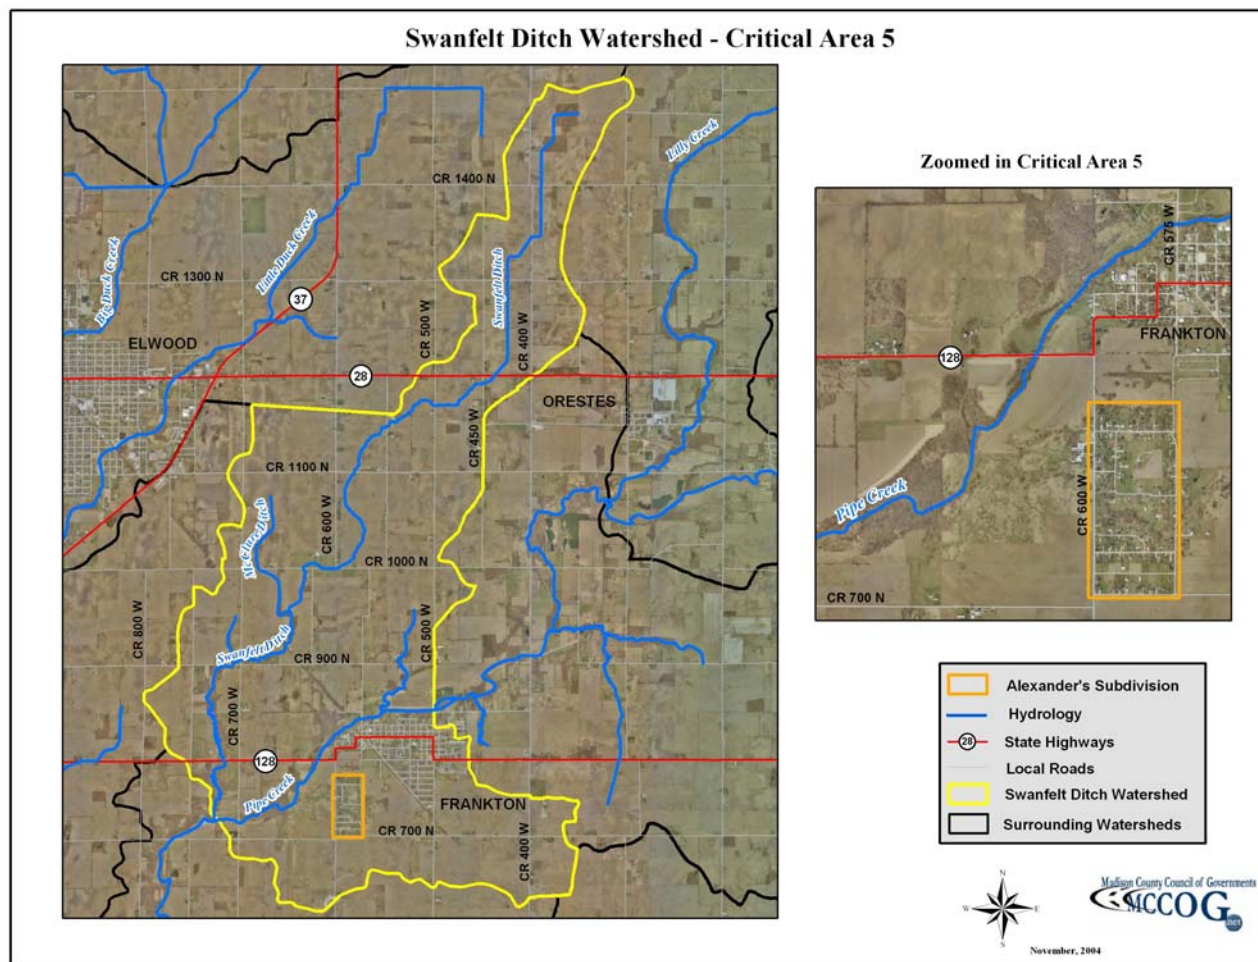 Swanfelt Ditch Watershed - Critical Area 5
Lilly Creek
CR 1400 N
Little Duck Creek
Big Duck Creek
CR 1300 N
Swanfelt Ditch
37
CR 500 W
CR 400 W
ELWOOD
28
ORESTES
CR 450 W
CR 1100 N
McClure Ditch
CR 600 W
CR 1000 N
CR 800 W
CR 500 W
Swanfelt Ditch
CR 900 N
CR 700 W
128
Pipe Creek
FRANKTON
CR 700 N
CR 400 W
Zoomed in Critical Area 5
CR 575 W
FRANKTON
128
Pipe Creek
CR 600 W
CR 700 N
Alexander's Subdivision
Hydrology
28
State Highways
Local Roads
Swanfelt Ditch Watershed
Surrounding Watersheds
N
W
E
S
Madison County Council of Governments
MCCOG
.net
November, 2004